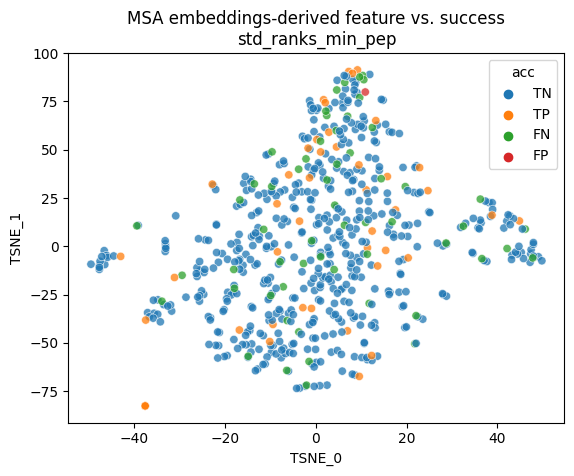 MSA embeddings-derived feature vs. success
std_ranks_min_pep
100
75
50
25
0
−25
−50
−75
TSNE_1
acc
TN
TP
FN
FP
−40
−20
0
20
40
TSNE_0